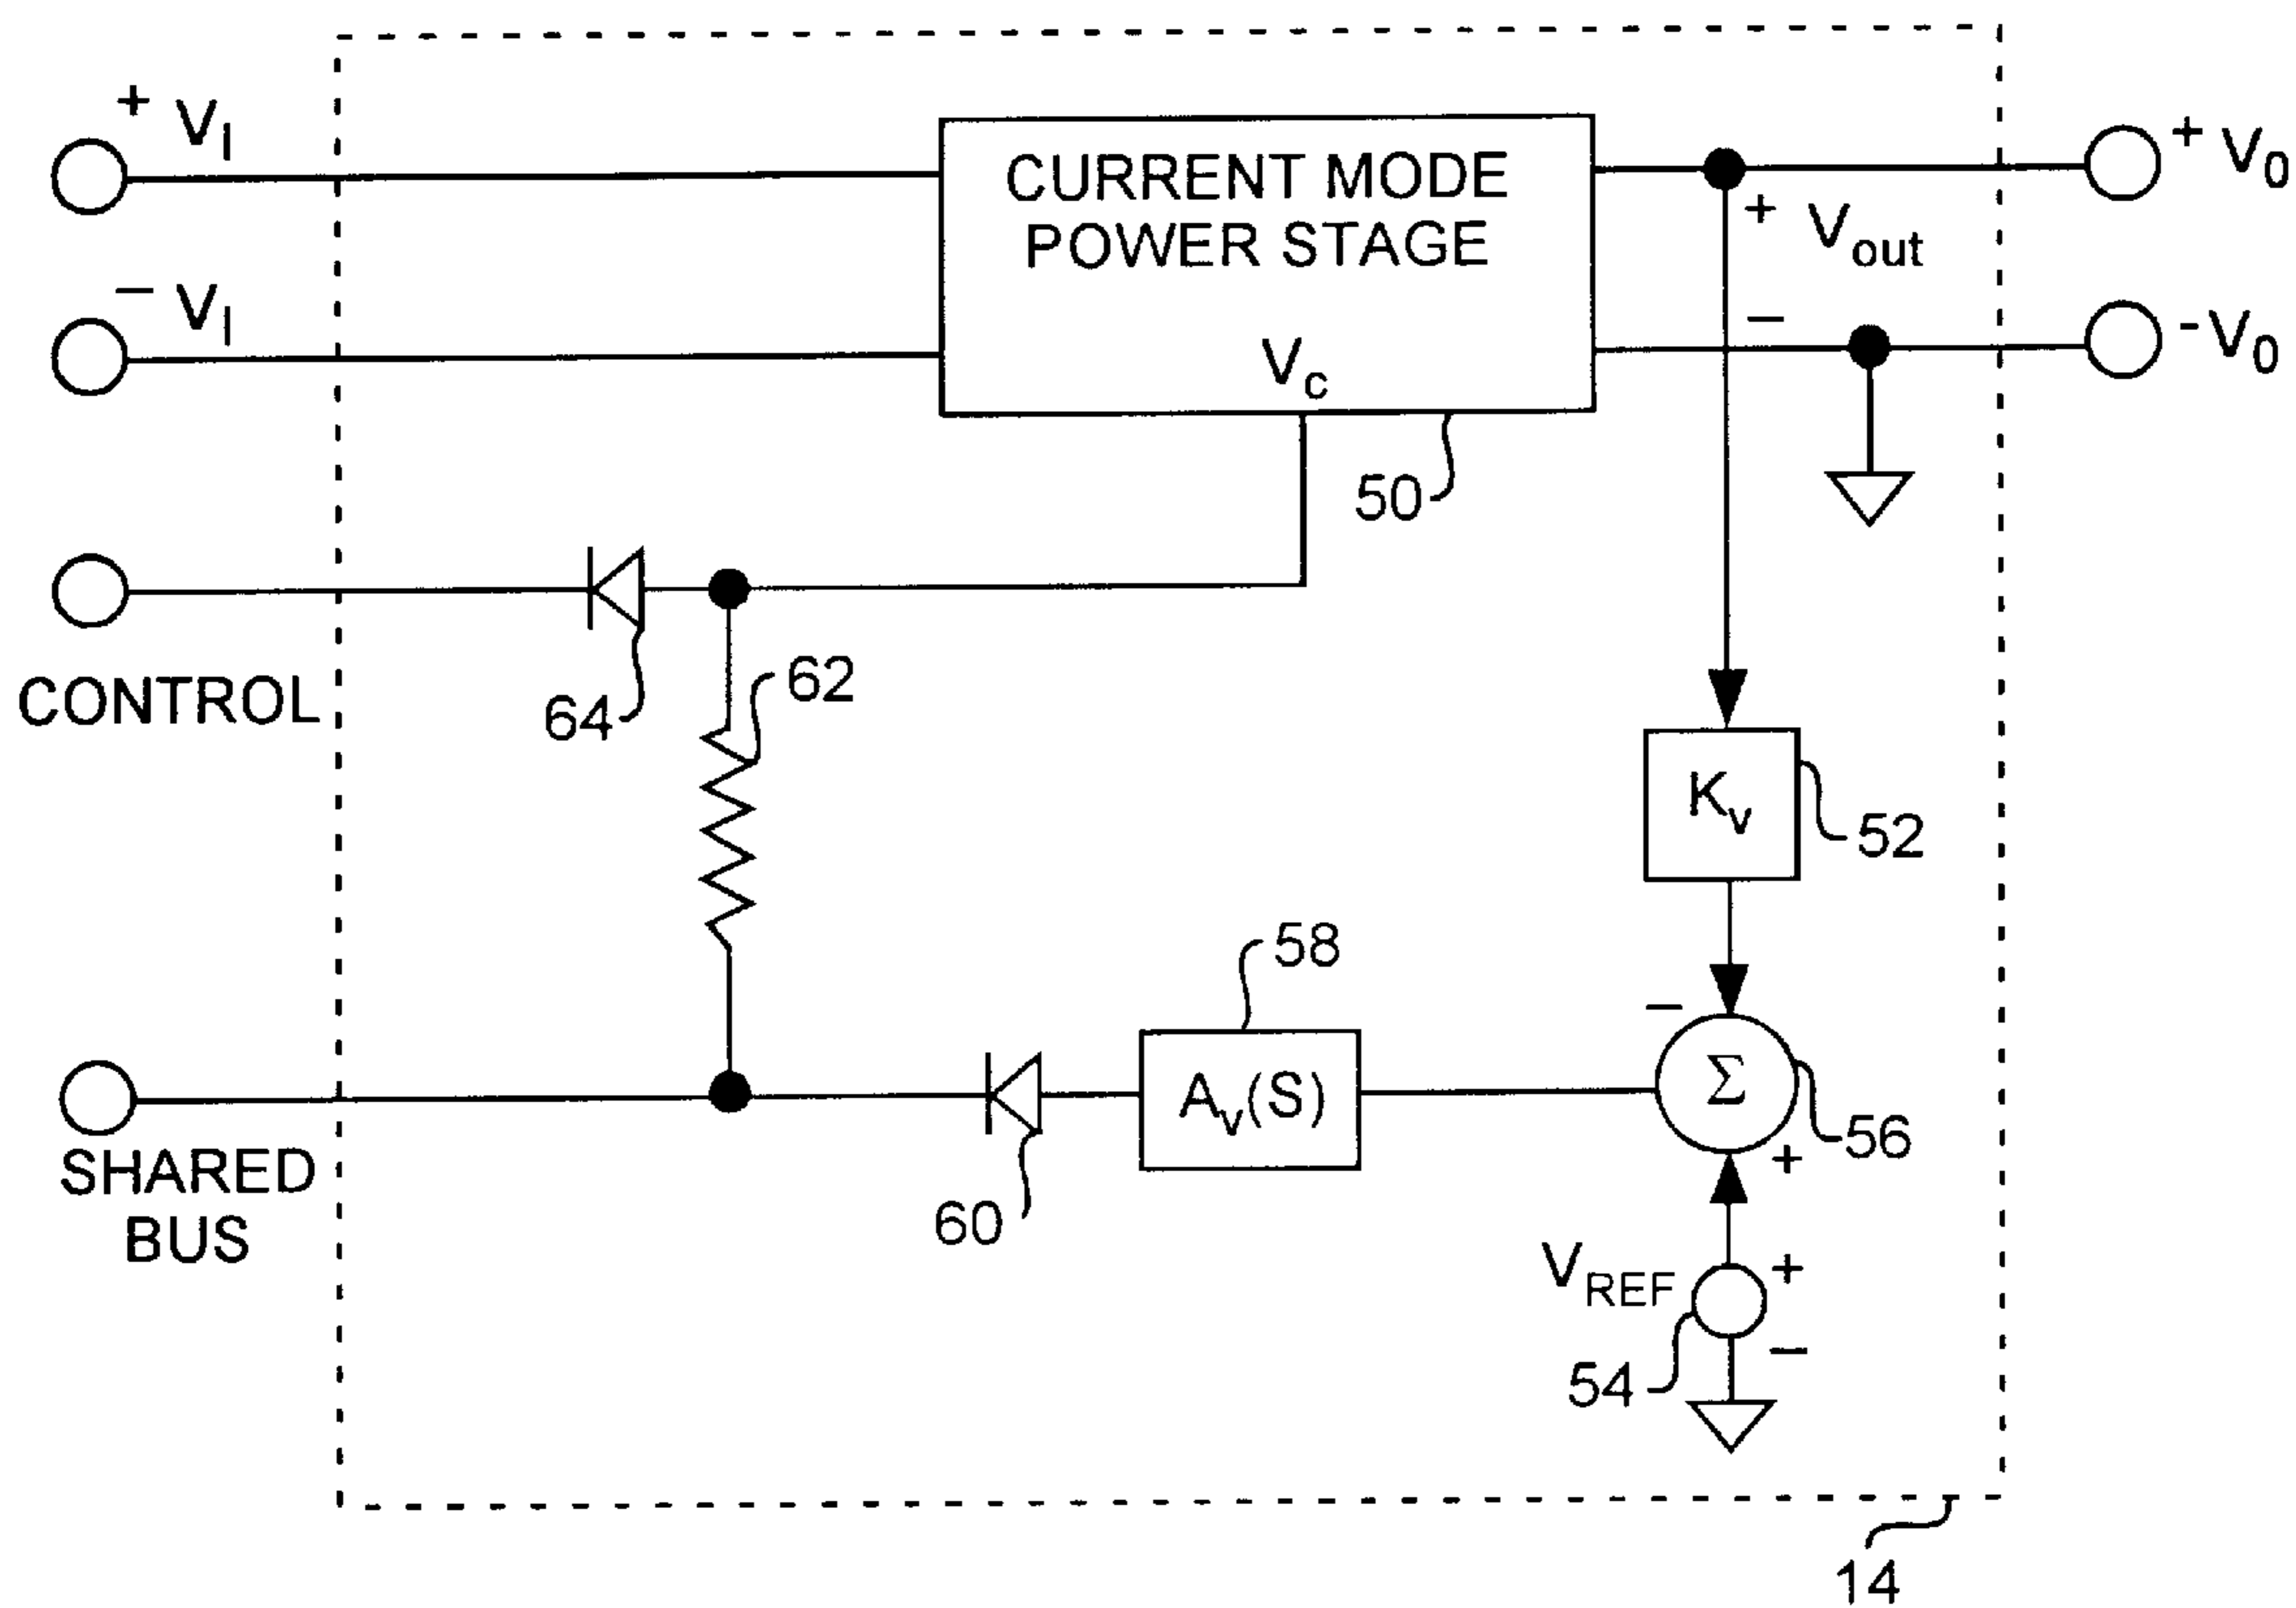 + VI
CURRENT MODE
POWER STAGE
+ V0
+ Vout
− VI
−
- V0
Vc
50
CONTROL
64
62
Kv
52
58
−
Σ
Av(S)
56
+
SHARED
BUS
60
VREF
+
−
54
14